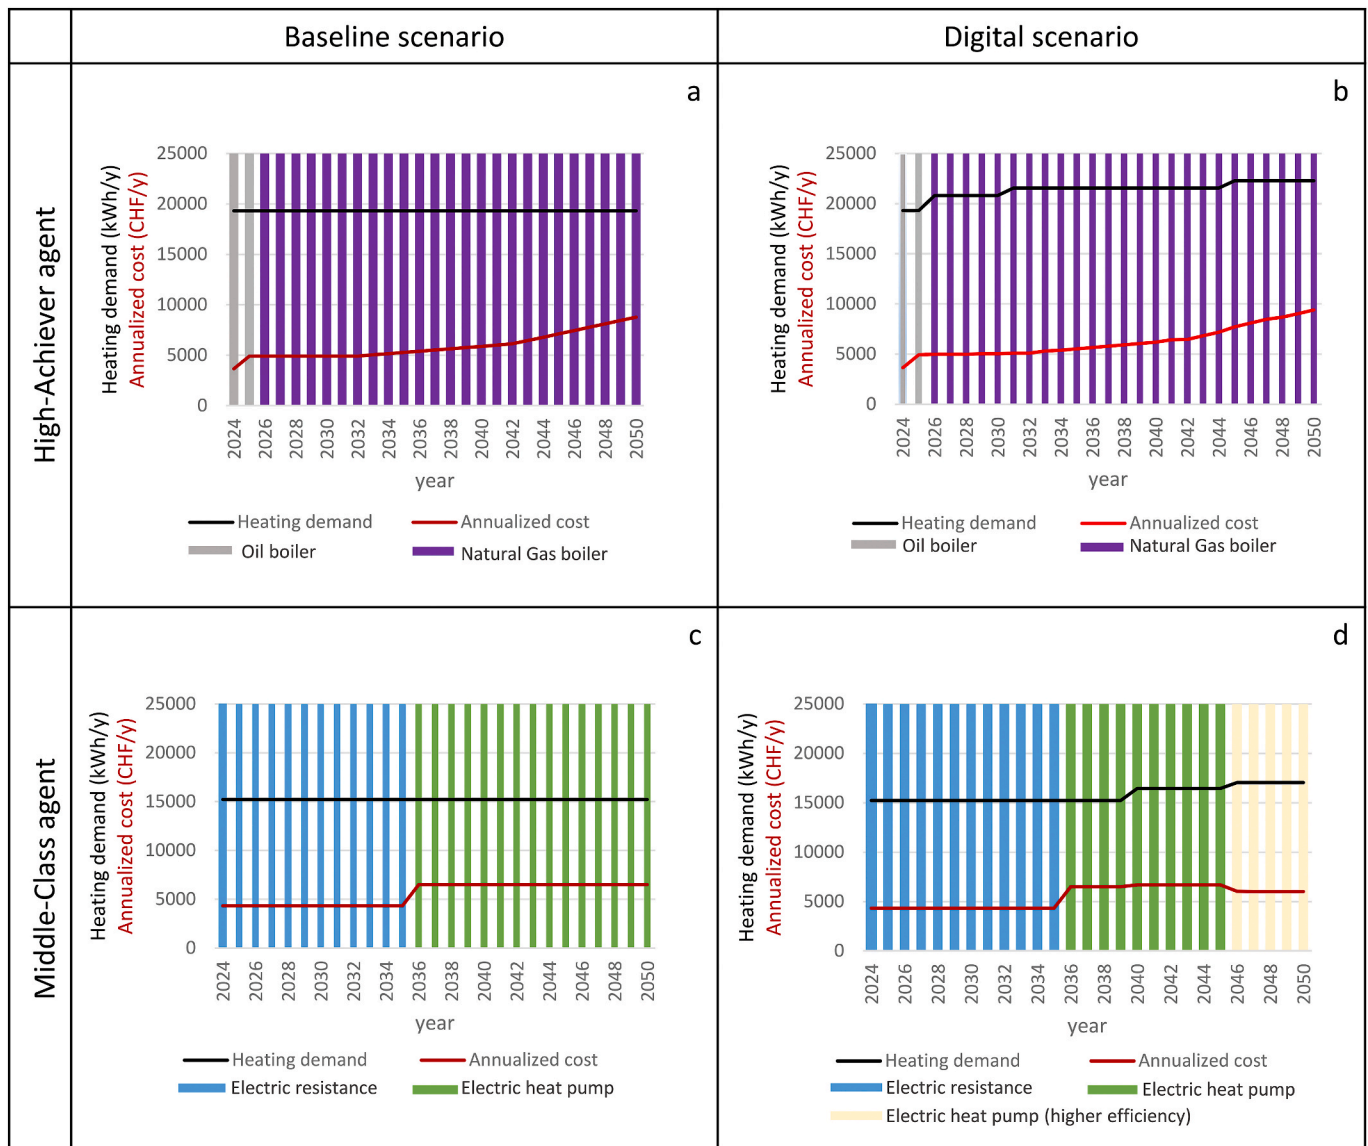 Baseline scenario
Digital scenario
High-Achiever agent
a
Heating demand (kWh/y)
Annualized cost (CHF/y)
25000
20000
15000
10000
5000
0
2024 2026 2028 2030 2032 2034 2036 2038 2040 2042 2044 2046 2048 2050
year
Heating demand Annualized cost
Oil boiler Natural Gas boiler
b
Heating demand (kWh/y)
Annualized cost (CHF/y)
25000
20000
15000
10000
5000
0
2024 2026 2028 2030 2032 2034 2036 2038 2040 2042 2044 2046 2048 2050
year
Heating demand Annualized cost
Oil boiler Natural Gas boiler
Middle-Class agent
c
Heating demand (kWh/y)
Annualized cost (CHF/y)
25000
20000
15000
10000
5000
0
2024 2026 2028 2030 2032 2034 2036 2038 2040 2042 2044 2046 2048 2050
year
Heating demand Annualized cost
Electric resistance Electric heat pump
d
Heating demand (kWh/y)
Annualized cost (CHF/y)
25000
20000
15000
10000
5000
0
2024 2026 2028 2030 2032 2034 2036 2038 2040 2042 2044 2046 2048 2050
year
Heating demand Annualized cost
Electric resistance Electric heat pump
Electric heat pump (higher efficiency)